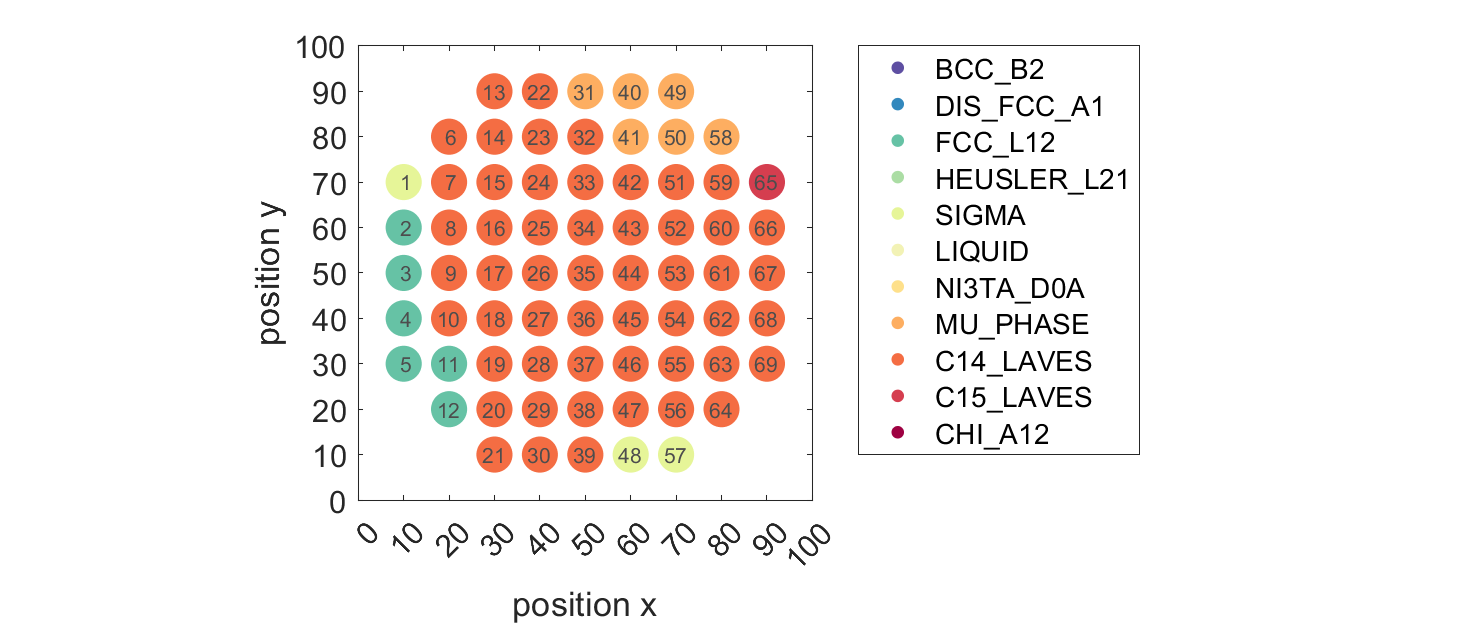 100
90
80
70
60
50
40
30
20
10
0
position y
13 22 31 40 49
6 14 23 32 41 50 58
1 7 15 24 33 42 51 59 65
2 8 16 25 34 43 52 60 66
3 9 17 26 35 44 53 61 67
4 10 18 27 36 45 54 62 68
5 11 19 28 37 46 55 63 69
12 20 29 38 47 56 64
21 30 39 48 57
0 10 20 30 40 50 60 70 80 90 100
position x
BCC_B2
DIS_FCC_A1
FCC_L12
HEUSLER_L21
SIGMA
LIQUID
NI3TA_D0A
MU_PHASE
C14_LAVES
C15_LAVES
CHI_A12